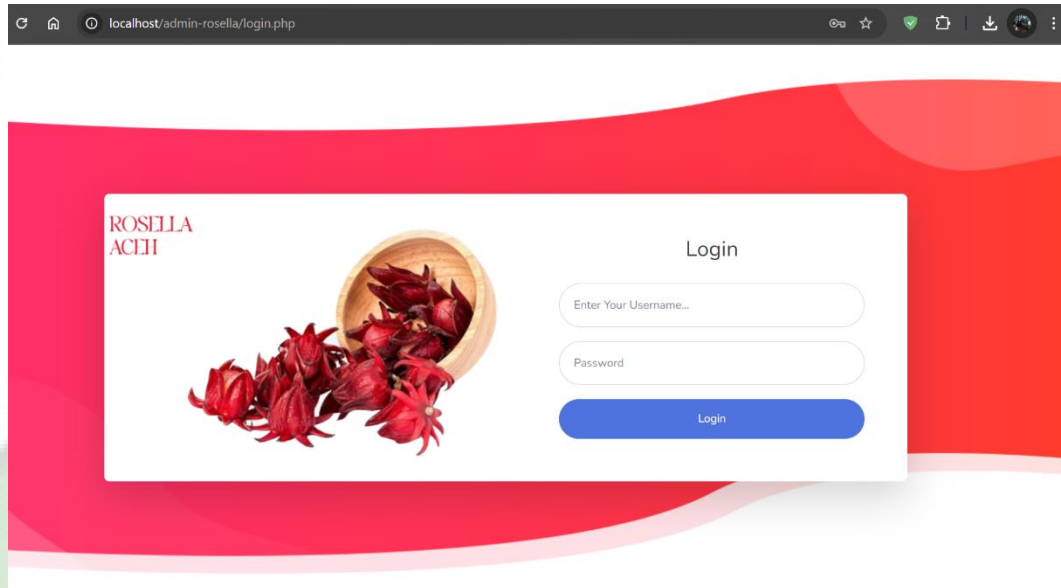 localhost/admin-rosella/login.php
ROSELLA
ACEH
Login
Enter Your Username...
Password
Login